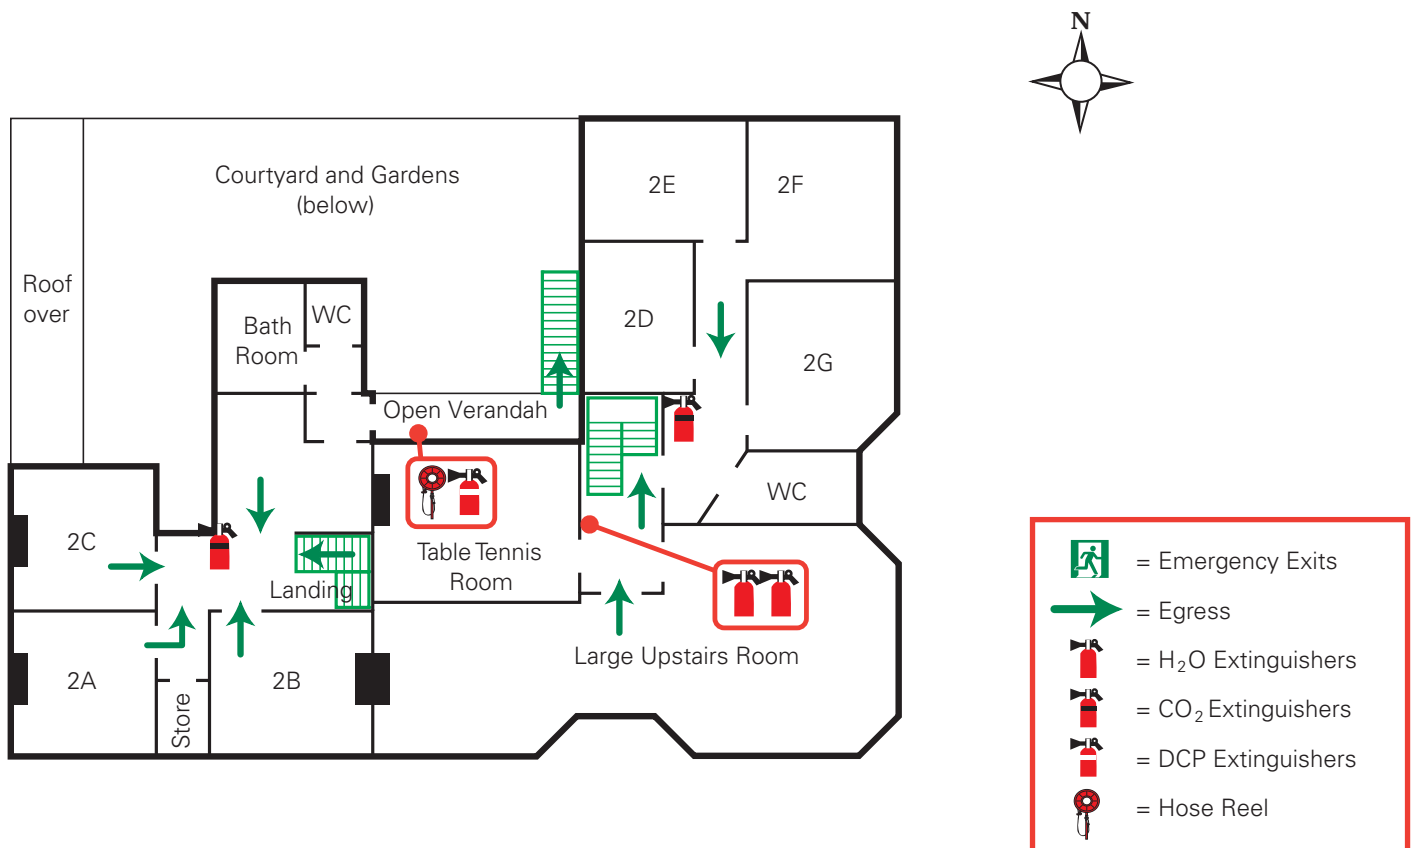 N
Courtyard and Gardens
(below)
2E
2F
Roof
over
Bath
Room
WC
2D
2G
Open Verandah
WC
2C
Table Tennis
Room
Landing
Large Upstairs Room
2A
Store
2B
= Emergency Exits
= Egress
= H₂O Extinguishers
= CO₂ Extinguishers
= DCP Extinguishers
= Hose Reel